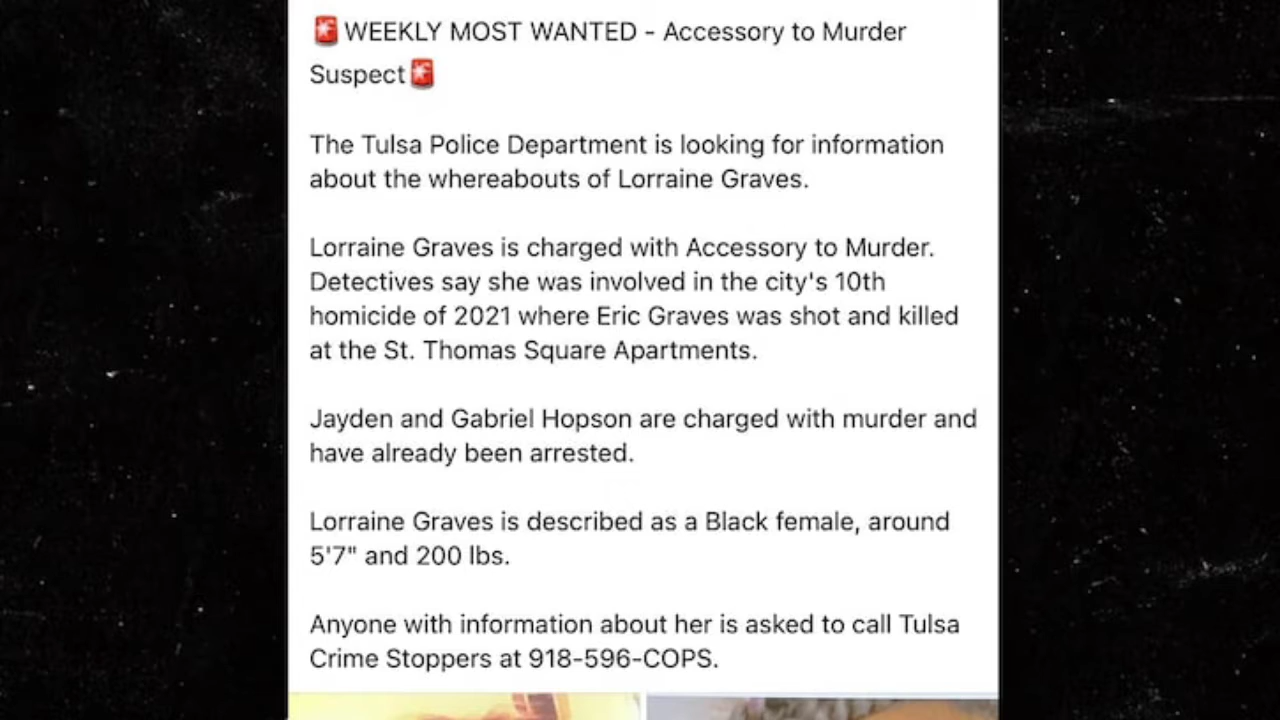 🚨WEEKLY MOST WANTED - Accessory to Murder
Suspect🚨
The Tulsa Police Department is looking for information
about the whereabouts of Lorraine Graves.
Lorraine Graves is charged with Accessory to Murder.
Detectives say she was involved in the city's 10th
homicide of 2021 where Eric Graves was shot and killed
at the St. Thomas Square Apartments.
Jayden and Gabriel Hopson are charged with murder and
have already been arrested.
Lorraine Graves is described as a Black female, around
5'7" and 200 lbs.
Anyone with information about her is asked to call Tulsa
Crime Stoppers at 918-596-COPS.